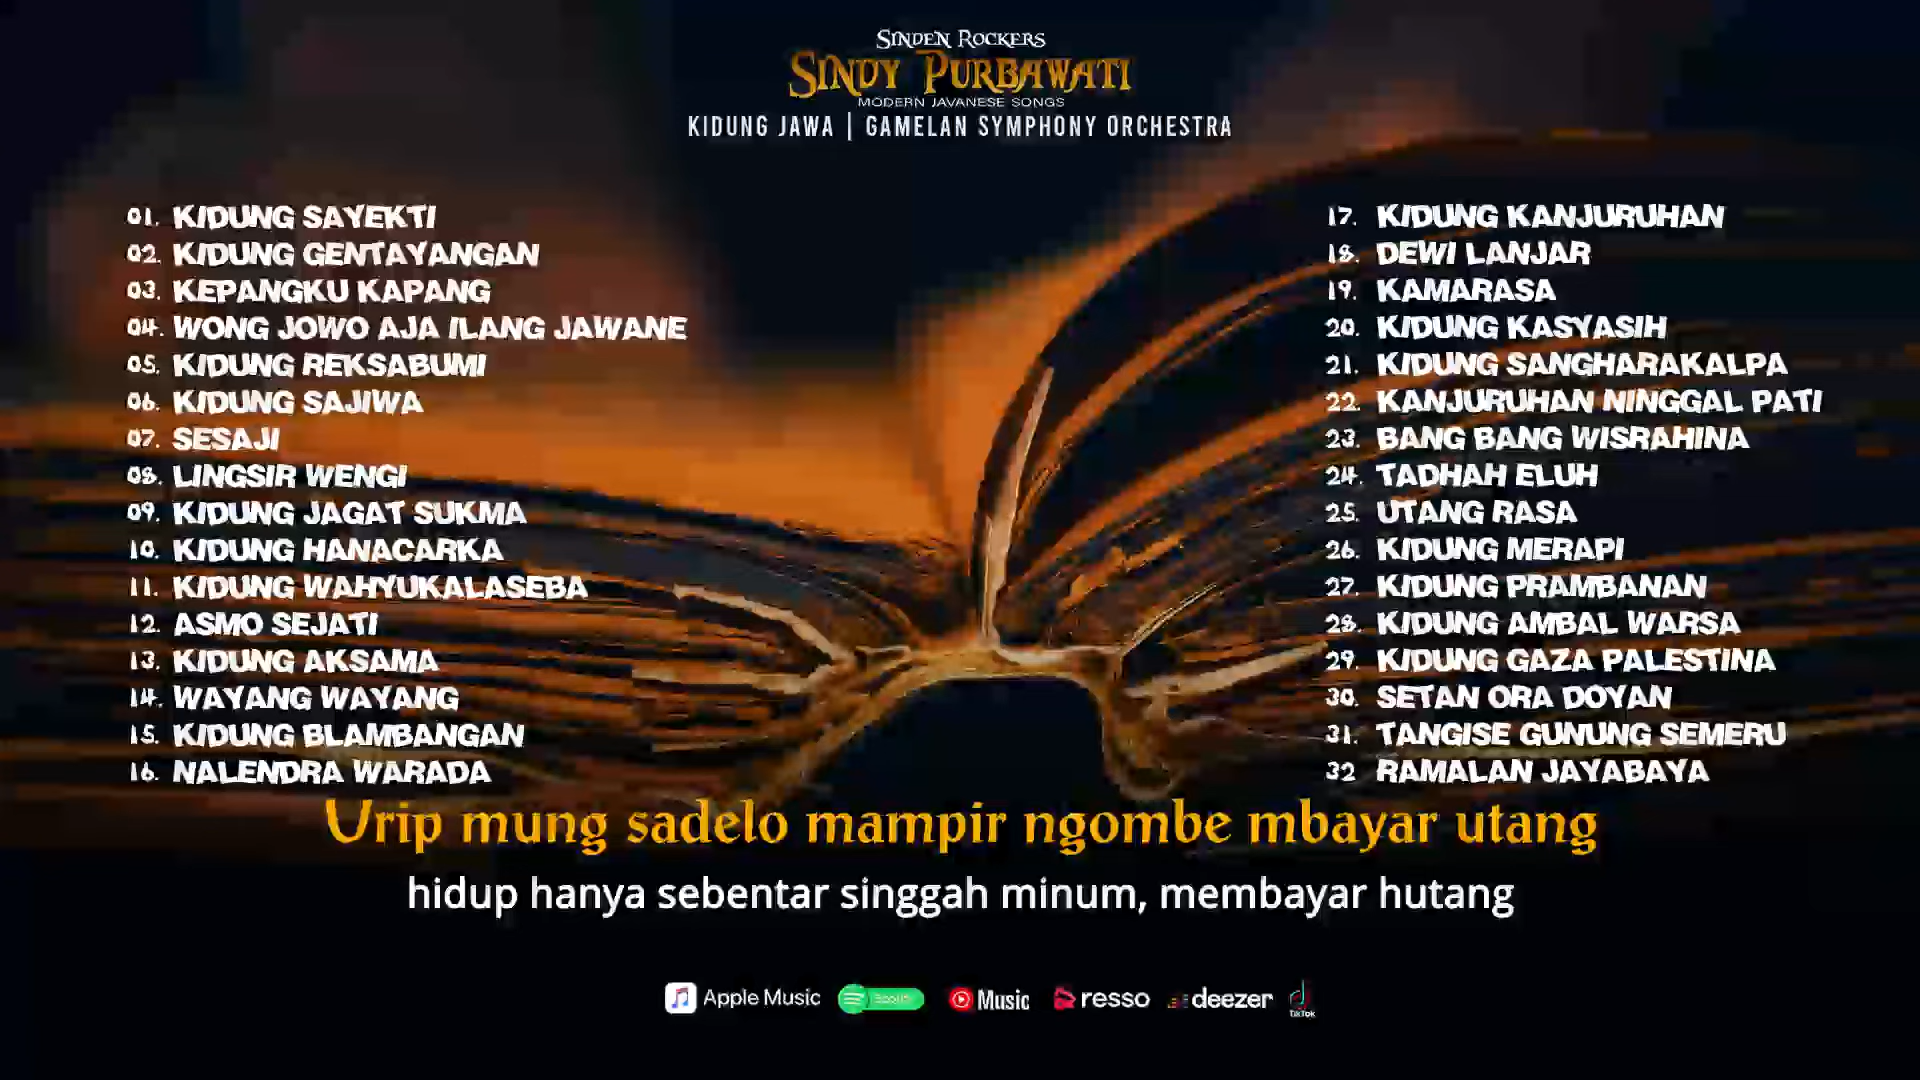 SINDEN ROCKERS
SINDY PURBAWATI
MODERN JAVANESE SONGS
KIDUNG JAWA | GAMELAN SYMPHONY ORCHESTRA
01. KIDUNG SAYEKTI
02. KIDUNG GENTAYANGAN
03. KEPANGKU KAPANG
04. WONG JOWO AJA ILANG JAWANE
05. KIDUNG REKSABUMI
06. KIDUNG SAJIWA
07. SESAJI
08. LINGSIR WENGI
09. KIDUNG JAGAT SUKMA
10. KIDUNG HANACARKA
11. KIDUNG WAHYUKALASEBA
12. ASMO SEJATI
13. KIDUNG AKSAMA
14. WAYANG WAYANG
15. KIDUNG BLAMBANGAN
16. NALENDRA WARADA
17. KIDUNG KANJURUHAN
18. DEWI LANJAR
19. KAMARASA
20. KIDUNG KASYASIH
21. KIDUNG SANGHARAKALPA
22. KANJURUHAN NINGGAL PATI
23. BANG BANG WISRAHINA
24. TADHAH ELUH
25. UTANG RASA
26. KIDUNG MERAPI
27. KIDUNG PRAMBANAN
28. KIDUNG AMBAL WARSA
29. KIDUNG GAZA PALESTINA
30. SETAN ORA DOYAN
31. TANGISE GUNUNG SEMERU
32 RAMALAN JAYABAYA
Urip mung sadelo mampir ngombe mbayar utang
hidup hanya sebentar singgah minum, membayar hutang
Apple Music Spotify Music resso deezer TikTok